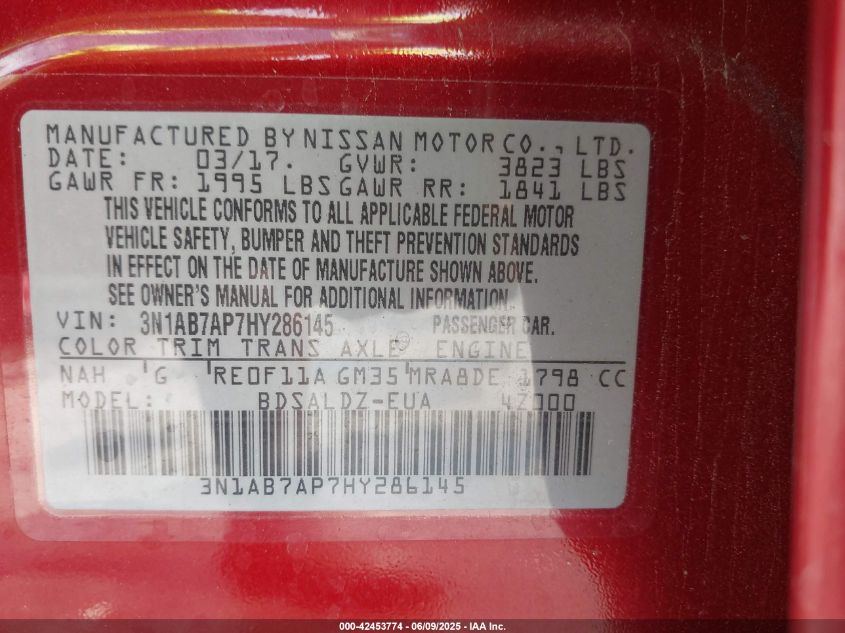 MANUFACTURED BY NISSAN MOTOR CO., LTD.
DATE: 03/17. GVWR: 3823 LBS
GAWR FR: 1995 LBS GAWR RR: 1841 LBS
THIS VEHICLE CONFORMS TO ALL APPLICABLE FEDERAL MOTOR
VEHICLE SAFETY, BUMPER AND THEFT PREVENTION STANDARDS
IN EFFECT ON THE DATE OF MANUFACTURE SHOWN ABOVE.
SEE OWNER'S MANUAL FOR ADDITIONAL INFORMATION.
VIN: 3N1AB7AP7HY286145 PASSENGER CAR.
COLOR TRIM TRANS AXLE ENGINE
NAH 'G 'RE0F11A GM35'MRA8DE 1798 CC
MODEL: BDSALDZ-EUA 4Z000
3N1AB7AP7HY286145
000-42453774 - 06/09/2025 - IAA Inc.